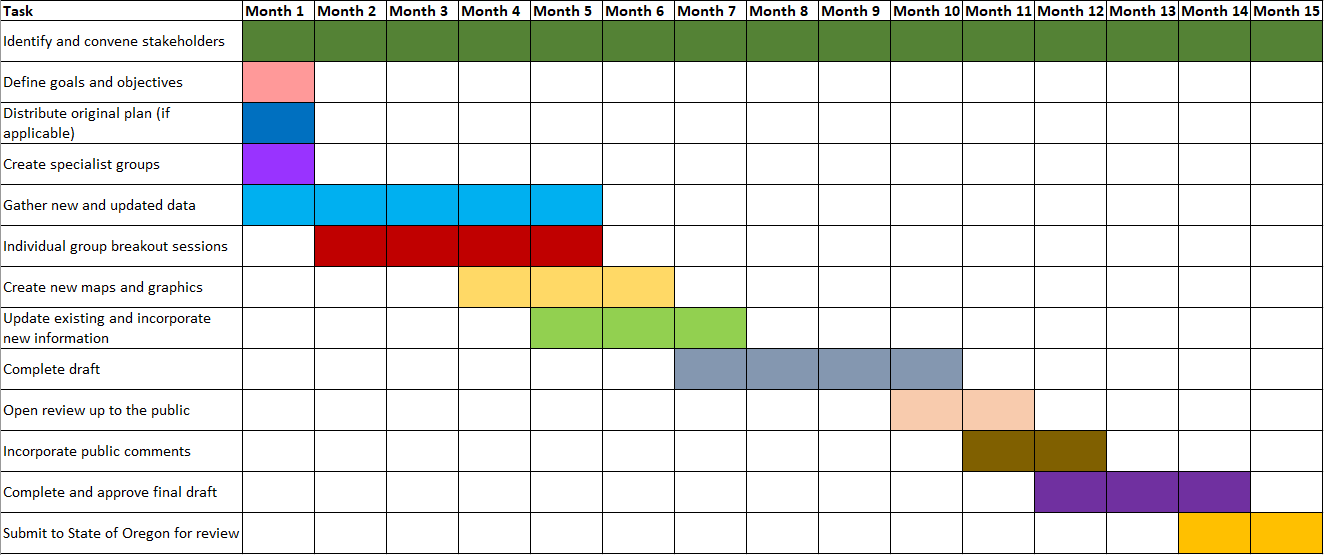 Task Month 1 Month 2 Month 3 Month 4 Month 5 Month 6 Month 7 Month 8 Month 9 Month 10 Month 11 Month 12 Month 13 Month 14 Month 15
Identify and convene stakeholders
Define goals and objectives
Distribute original plan (if
applicable)
Create specialist groups
Gather new and updated data
Individual group breakout sessions
Create new maps and graphics
Update existing and incorporate
new information
Complete draft
Open review up to the public
Incorporate public comments
Complete and approve final draft
Submit to State of Oregon for review